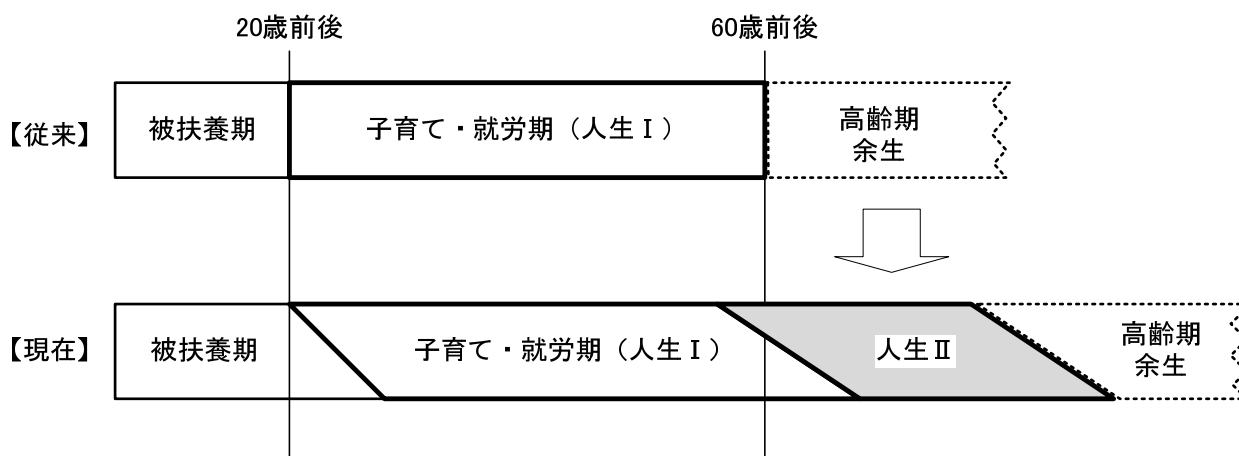 20歳前後
60歳前後
【従来】
被扶養期
子育て・就労期（人生Ⅰ）
高齢期
余生
【現在】
被扶養期
子育て・就労期（人生Ⅰ）
人生Ⅱ
高齢期
余生